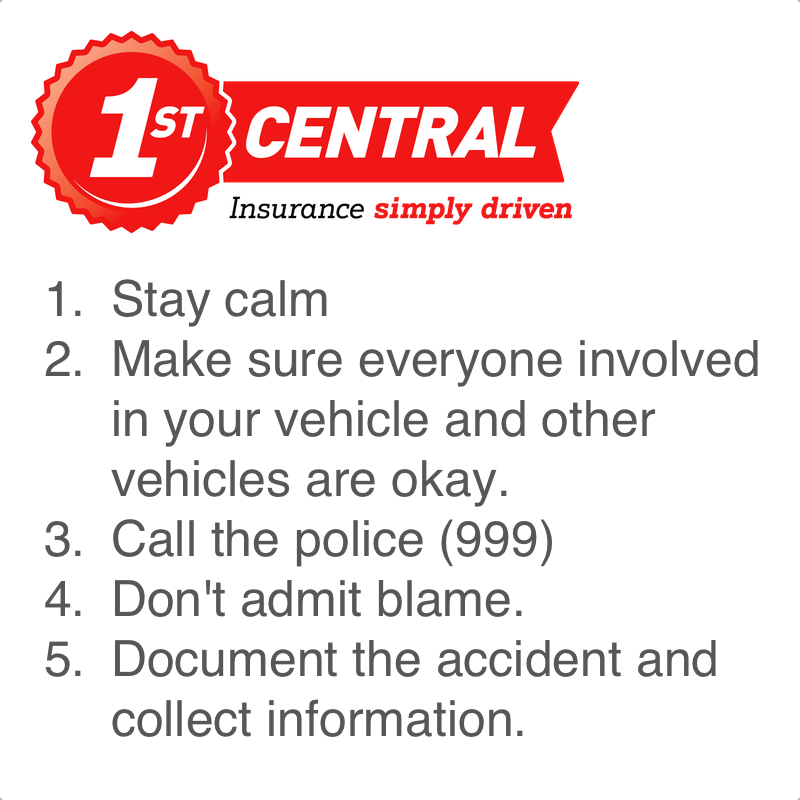 1ST CENTRAL
Insurance simply driven
1. Stay calm
2. Make sure everyone involved
in your vehicle and other
vehicles are okay.
3. Call the police (999)
4. Don't admit blame.
5. Document the accident and
collect information.